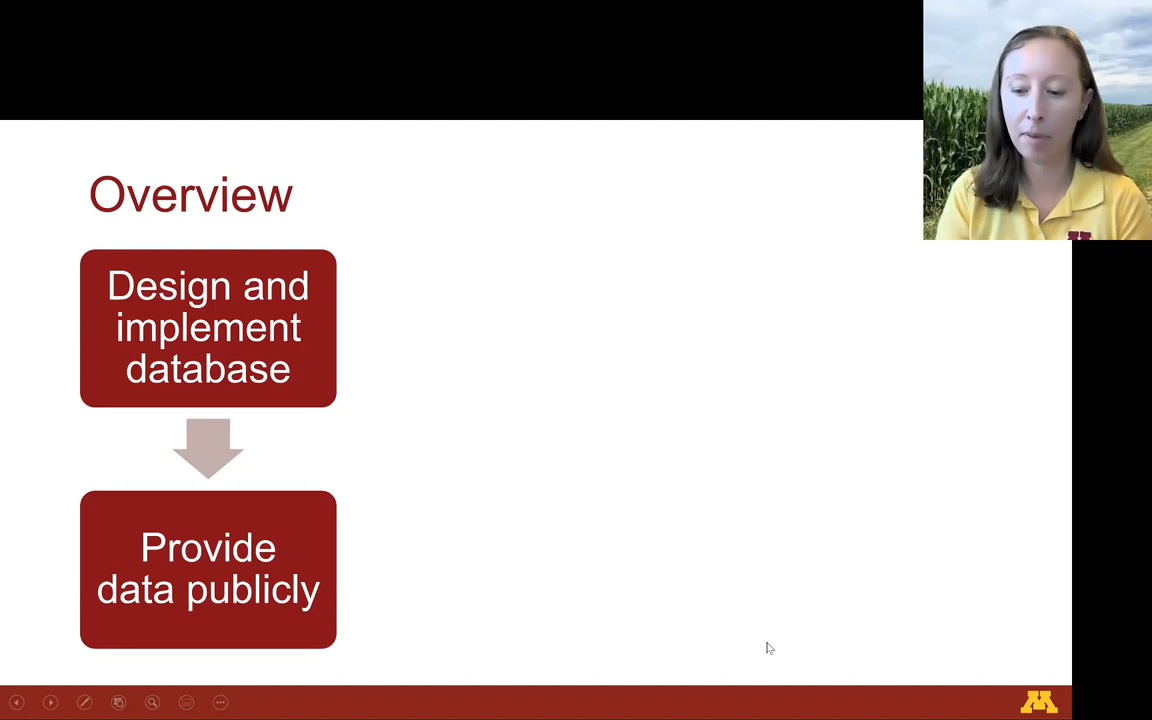 Overview
Design and
implement
database
Provide
data publicly
M